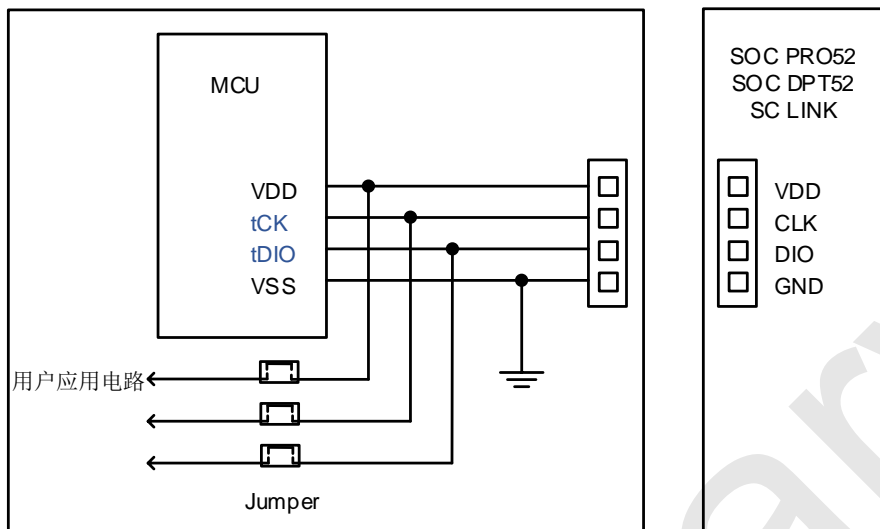 MCU
VDD
tCK
tDIO
VSS
用户应用电路
Jumper
SOC PRO52
SOC DPT52
SC LINK
VDD
CLK
DIO
GND